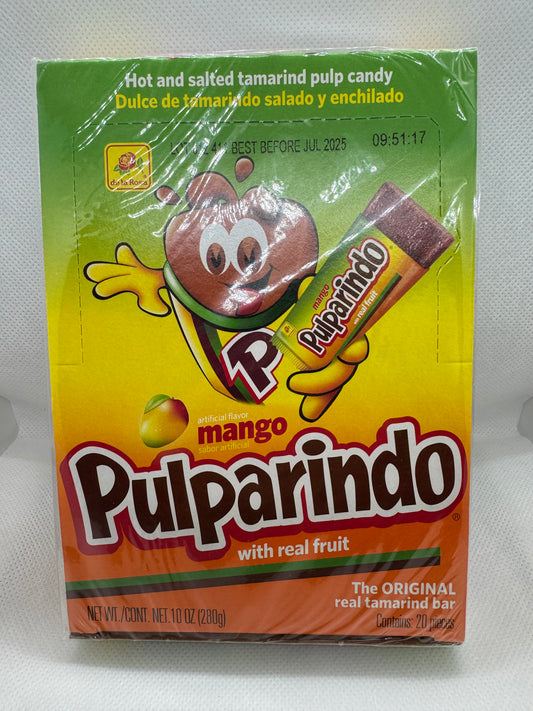 Hot and salted tamarind pulp candy
Dulce de tamarindo salado y enchilado
BEST BEFORE JUL 2025 09:51:17
de la Rosa
mango
Pulparindo
with real fruit
P
artificial flavor
mango
sabor artificial
Pulparindo®
with real fruit
The ORIGINAL
real tamarind bar
NET WT./CONT. NET. 10 OZ (280g)
Contains: 20 pieces